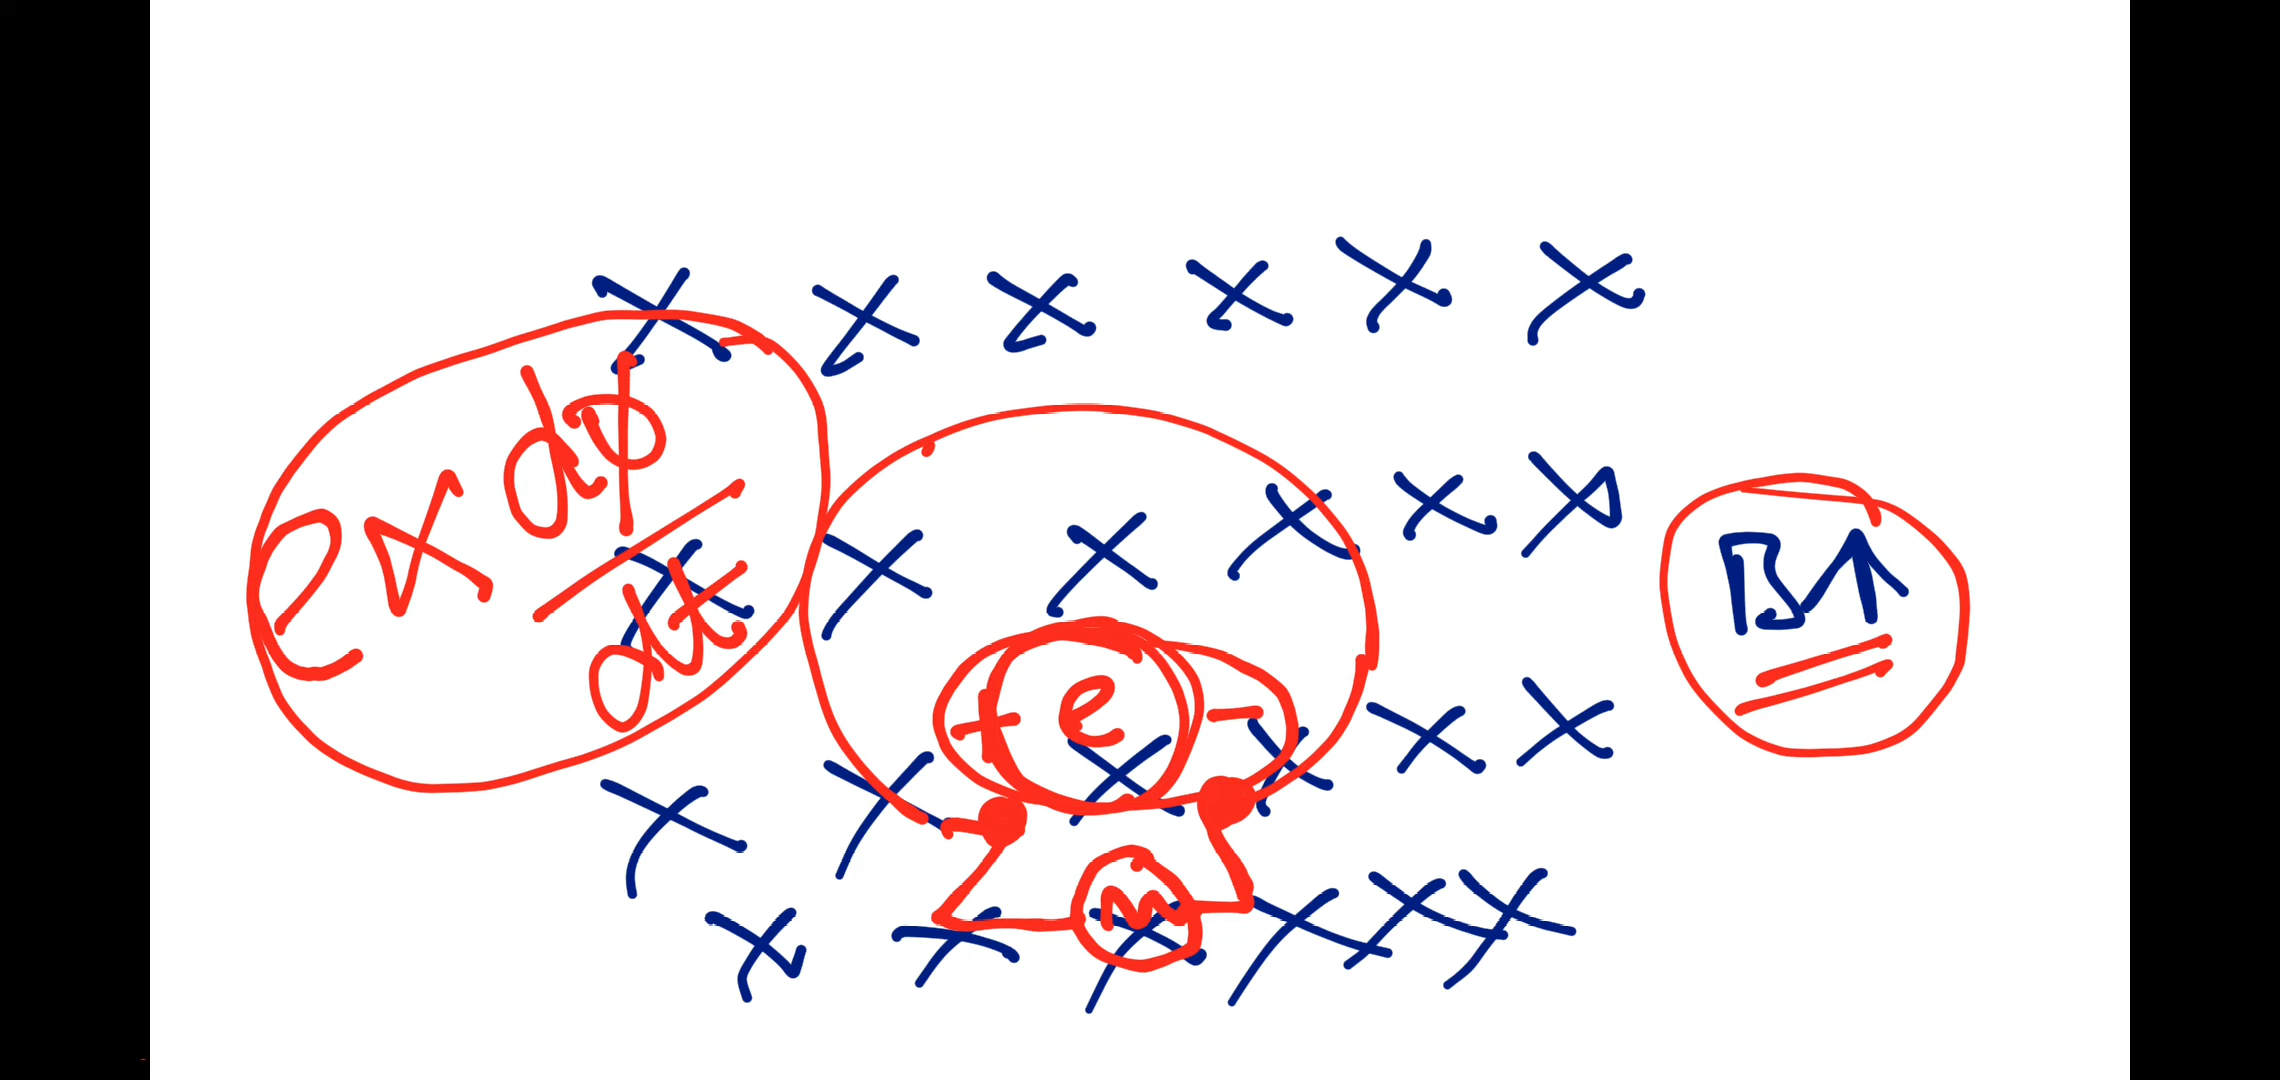 × × × × × ×
e ∝ dϕ/dt
× × × × × ×
B↑
+ e -
× × × × × ×
m
× × × × × ×